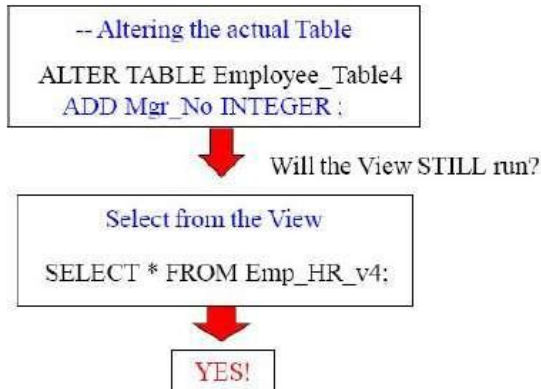 -- Altering the actual Table
ALTER TABLE Employee_Table4
ADD Mgr_No INTEGER ;
Will the View STILL run?
Select from the View
SELECT * FROM Emp_HR_v4;
YES!